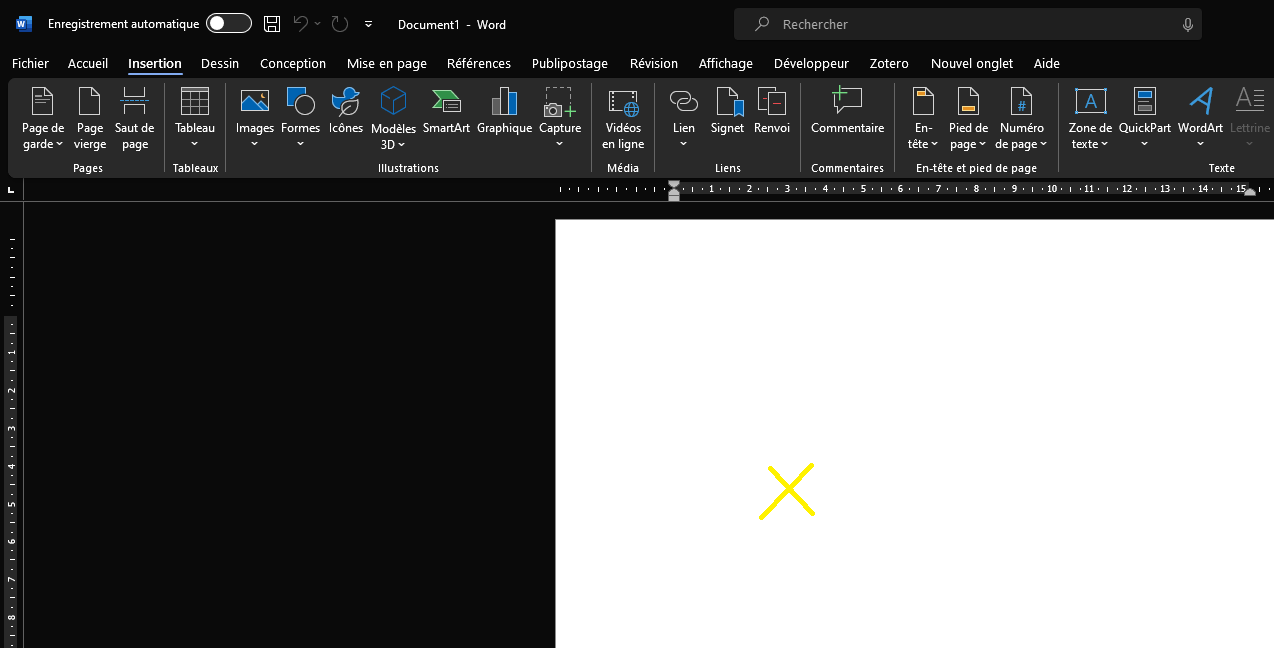 Enregistrement automatique Document1 - Word Rechercher
Fichier Accueil Insertion Dessin Conception Mise en page Références Publipostage Révision Affichage Développeur Zotero Nouvel onglet Aide
Page de garde Page vierge Saut de page Tableau Images Formes Icônes Modèles 3D SmartArt Graphique Capture Vidéos en ligne Lien Signet Renvoi Commentaire En-tête Pied de page Numéro de page Zone de texte QuickPart WordArt Lettrine
Pages Tableaux Illustrations Média Liens Commentaires En-tête et pied de page Texte
1 2 3 4 5 6 7 8 9 10 11 12 13 14 15
1
2
3
4
5
6
7
8